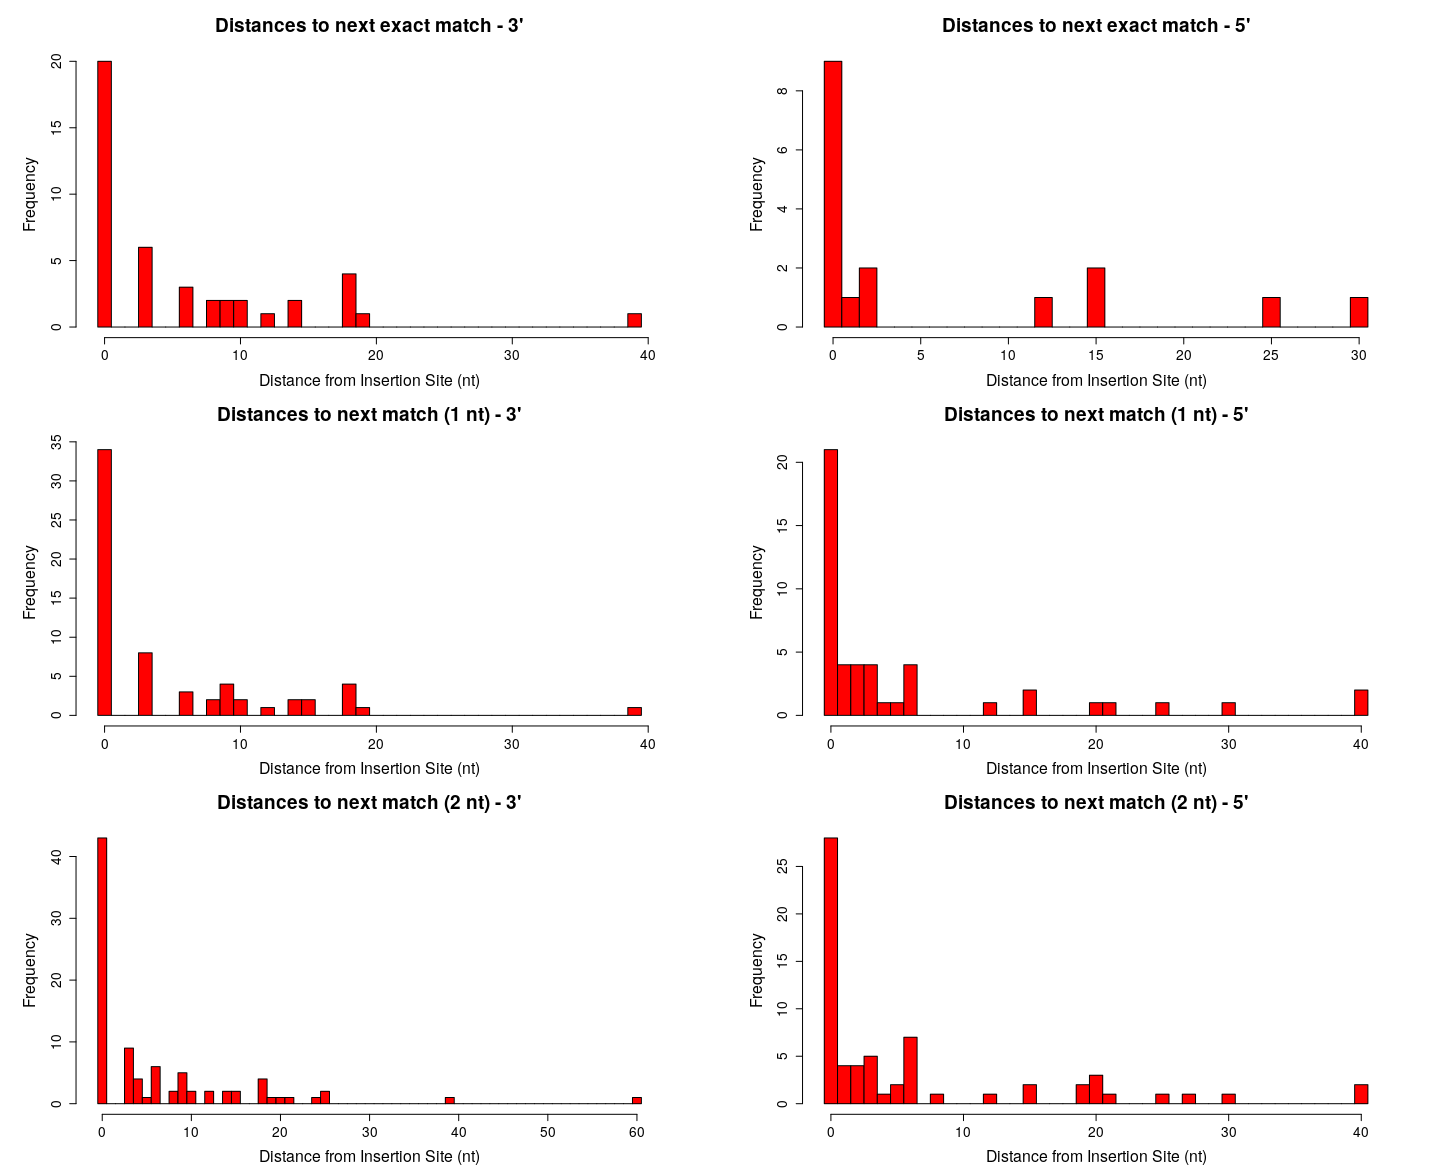 Distances to next exact match - 3'
Frequency
20
15
10
5
0
0 10 20 30 40
Distance from Insertion Site (nt)
Distances to next exact match - 5'
Frequency
8
6
4
2
0
0 5 10 15 20 25 30
Distance from Insertion Site (nt)
Distances to next match (1 nt) - 3'
Frequency
35
30
25
20
15
10
5
0
0 10 20 30 40
Distance from Insertion Site (nt)
Distances to next match (1 nt) - 5'
Frequency
20
15
10
5
0
0 10 20 30 40
Distance from Insertion Site (nt)
Distances to next match (2 nt) - 3'
Frequency
40
30
20
10
0
0 10 20 30 40 50 60
Distance from Insertion Site (nt)
Distances to next match (2 nt) - 5'
Frequency
25
20
15
10
5
0
0 10 20 30 40
Distance from Insertion Site (nt)